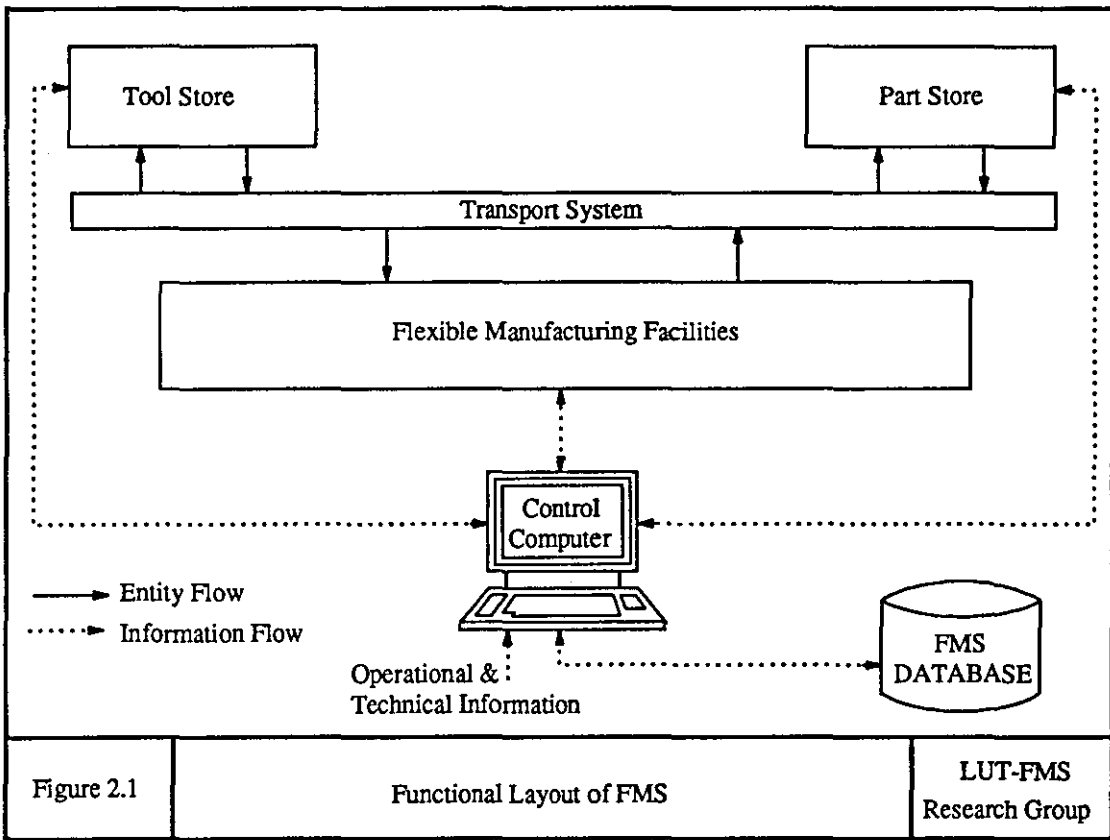 Tool Store
Part Store
Transport System
Flexible Manufacturing Facilities
Control
Computer
Entity Flow
Information Flow
Operational &
Technical Information
FMS
DATABASE
Figure 2.1
Functional Layout of FMS
LUT-FMS
Research Group